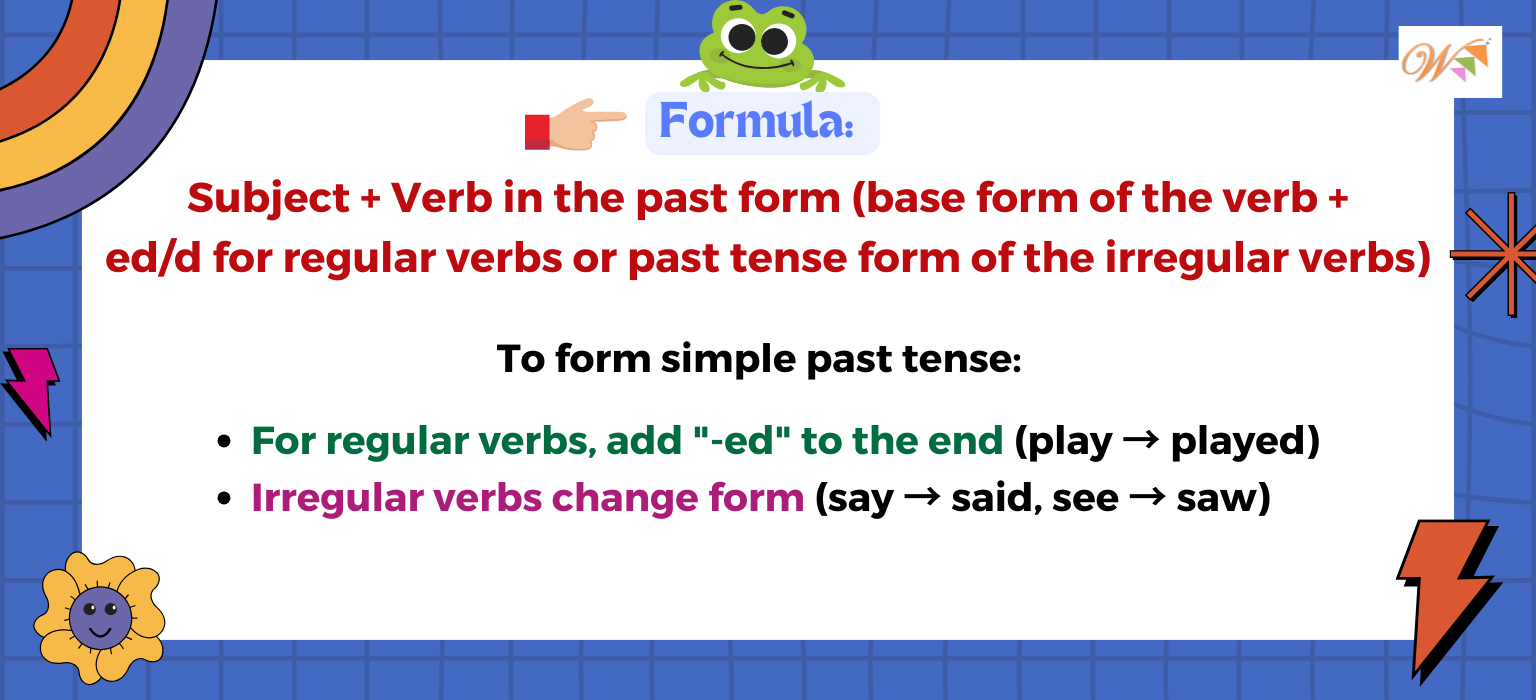 W
Formula:
Subject + Verb in the past form (base form of the verb +
ed/d for regular verbs or past tense form of the irregular verbs)
To form simple past tense:
• For regular verbs, add "-ed" to the end (play → played)
• Irregular verbs change form (say → said, see → saw)